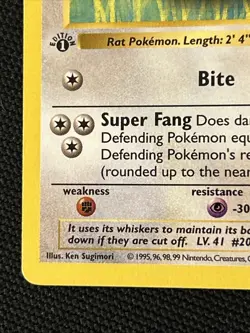 EDITION
1
Rat Pokémon. Length: 2' 4"
Bite
Super Fang Does da
Defending Pokémon equ
Defending Pokémon's re
(rounded up to the near
weakness
resistance
-30
It uses its whiskers to maintain its ba
down if they are cut off. LV. 41 #20
Illus. Ken Sugimori
©1995, 96, 98, 99 Nintendo, Creatures,